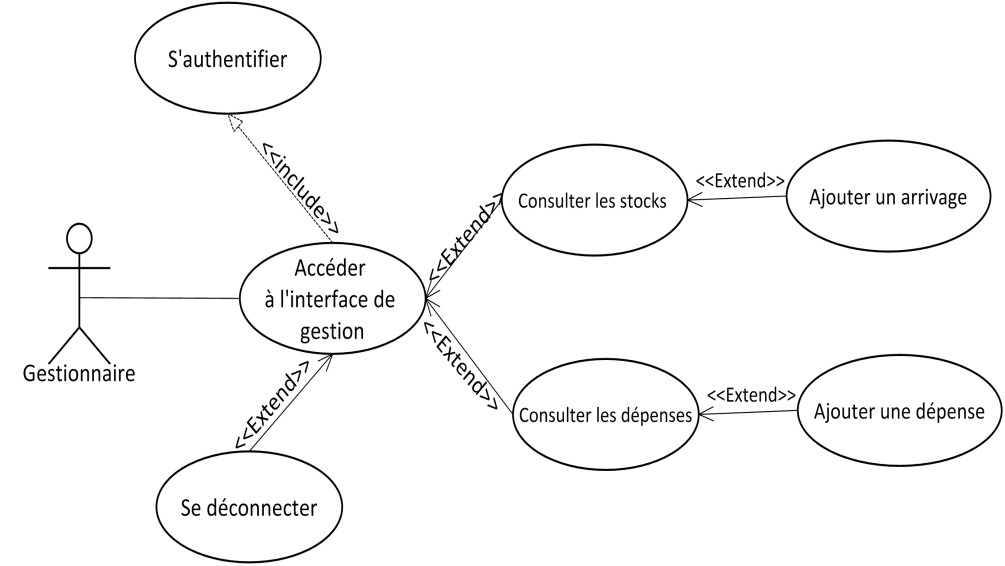 S'authentifier
<<include>>
Consulter les stocks
<<Extend>>
Ajouter un arrivage
<<Extend>>
Accéder
à l'interface de
gestion
Gestionnaire
<<Extend>>
<<Extend>>
Consulter les dépenses
<<Extend>>
Ajouter une dépense
Se déconnecter